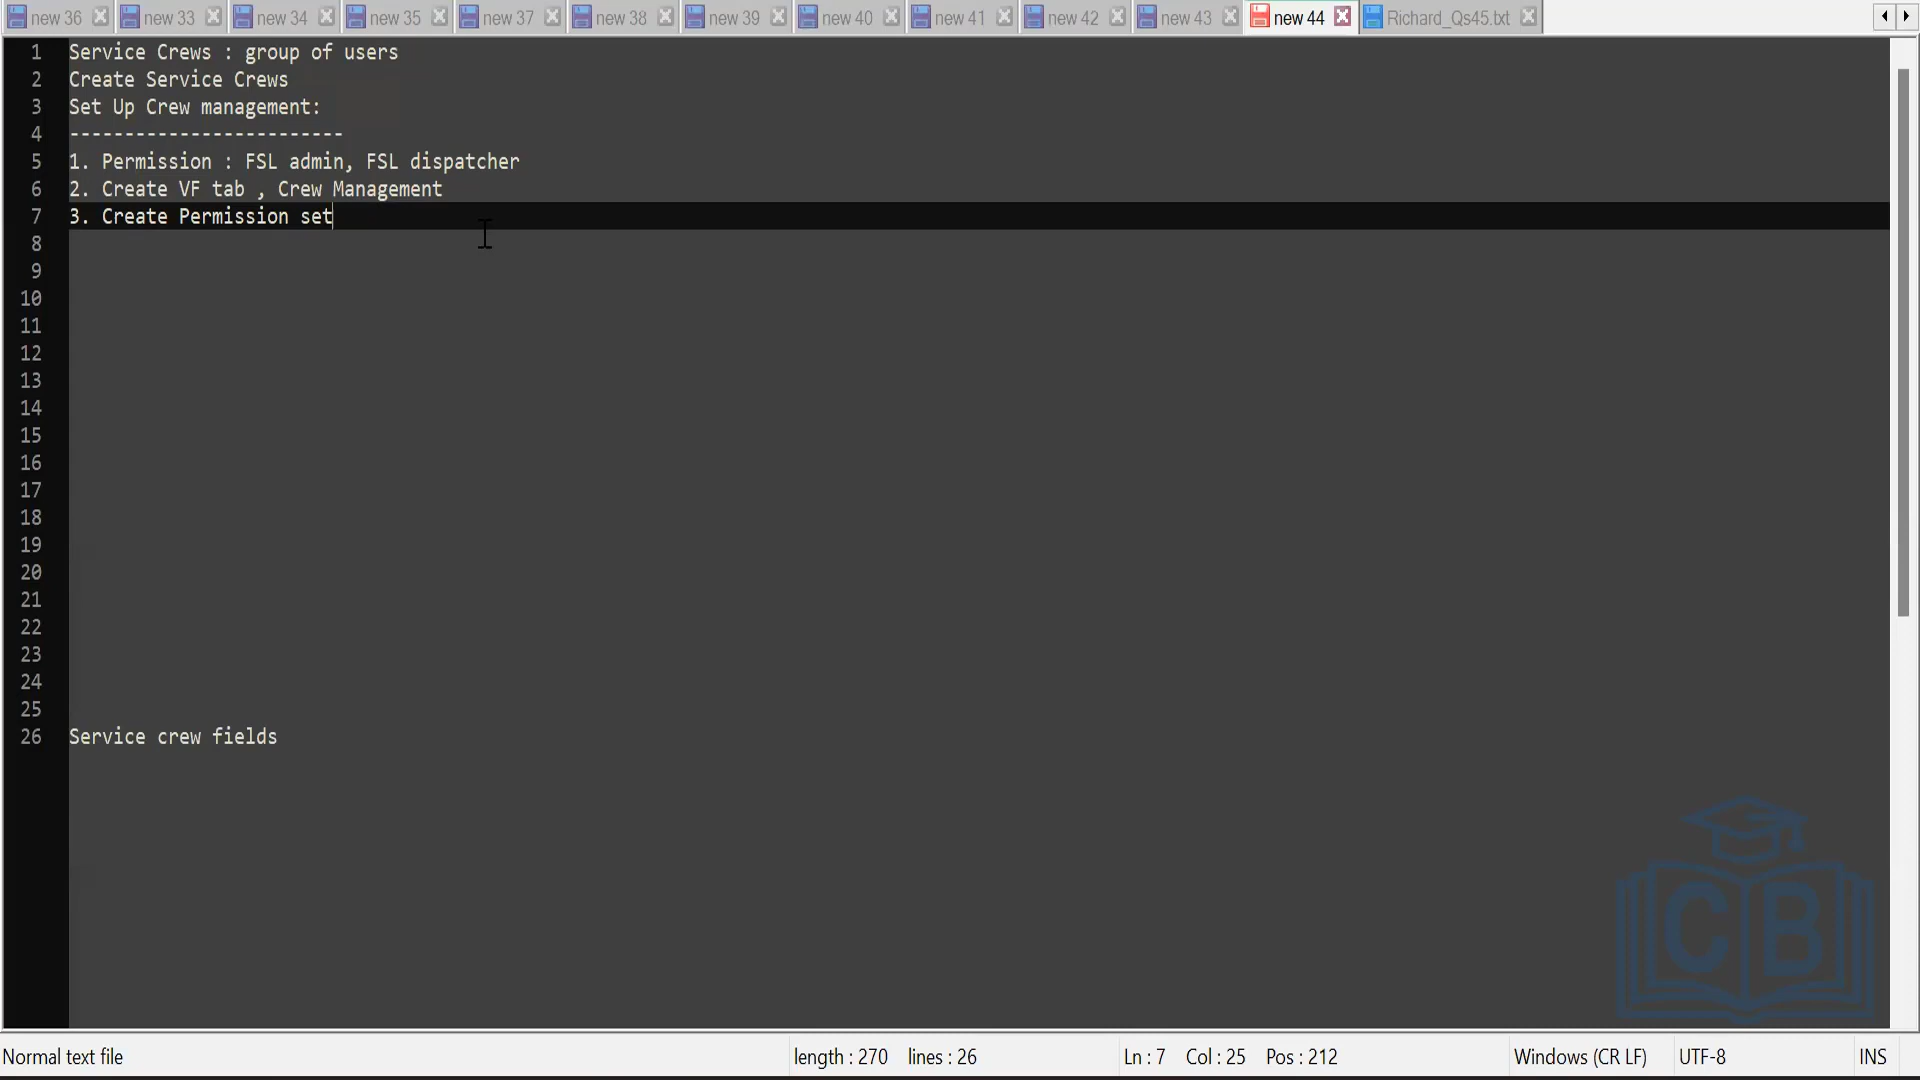 new 36 new 33 new 34 new 35 new 37 new 38 new 39 new 40 new 41 new 42 new 43 new 44 Richard_Qs45.txt
1 Service Crews : group of users
2 Create Service Crews
3 Set Up Crew management:
4 -------------------------
5 1. Permission : FSL admin, FSL dispatcher
6 2. Create VF tab , Crew Management
7 3. Create Permission set
8
9
10
11
12
13
14
15
16
17
18
19
20
21
22
23
24
25
26 Service crew fields
CB
Normal text file length : 270 lines : 26 Ln : 7 Col : 25 Pos : 212 Windows (CR LF) UTF-8 INS